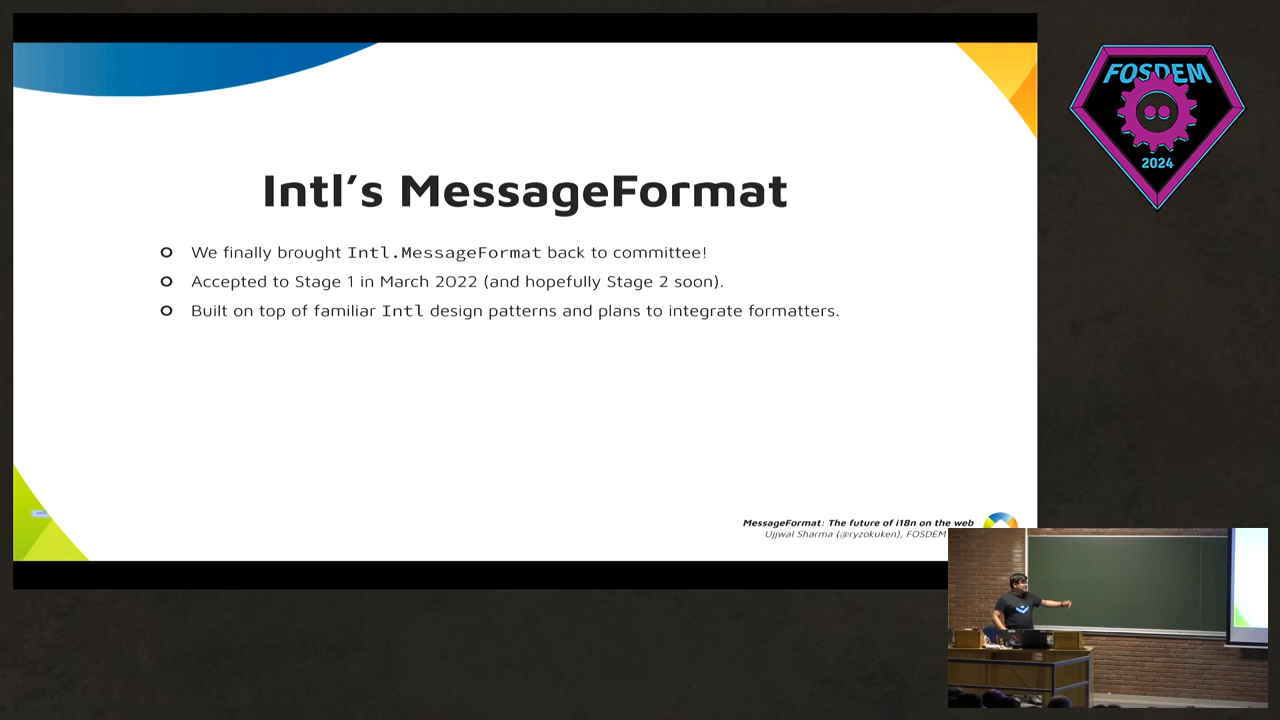 FOSDEM
2024
Intl’s MessageFormat
We finally brought Intl.MessageFormat back to committee!
Accepted to Stage 1 in March 2022 (and hopefully Stage 2 soon).
Built on top of familiar Intl design patterns and plans to integrate formatters.
MessageFormat: The future of i18n on the web
Ujjwal Sharma (@ryzokuken), FOSDEM